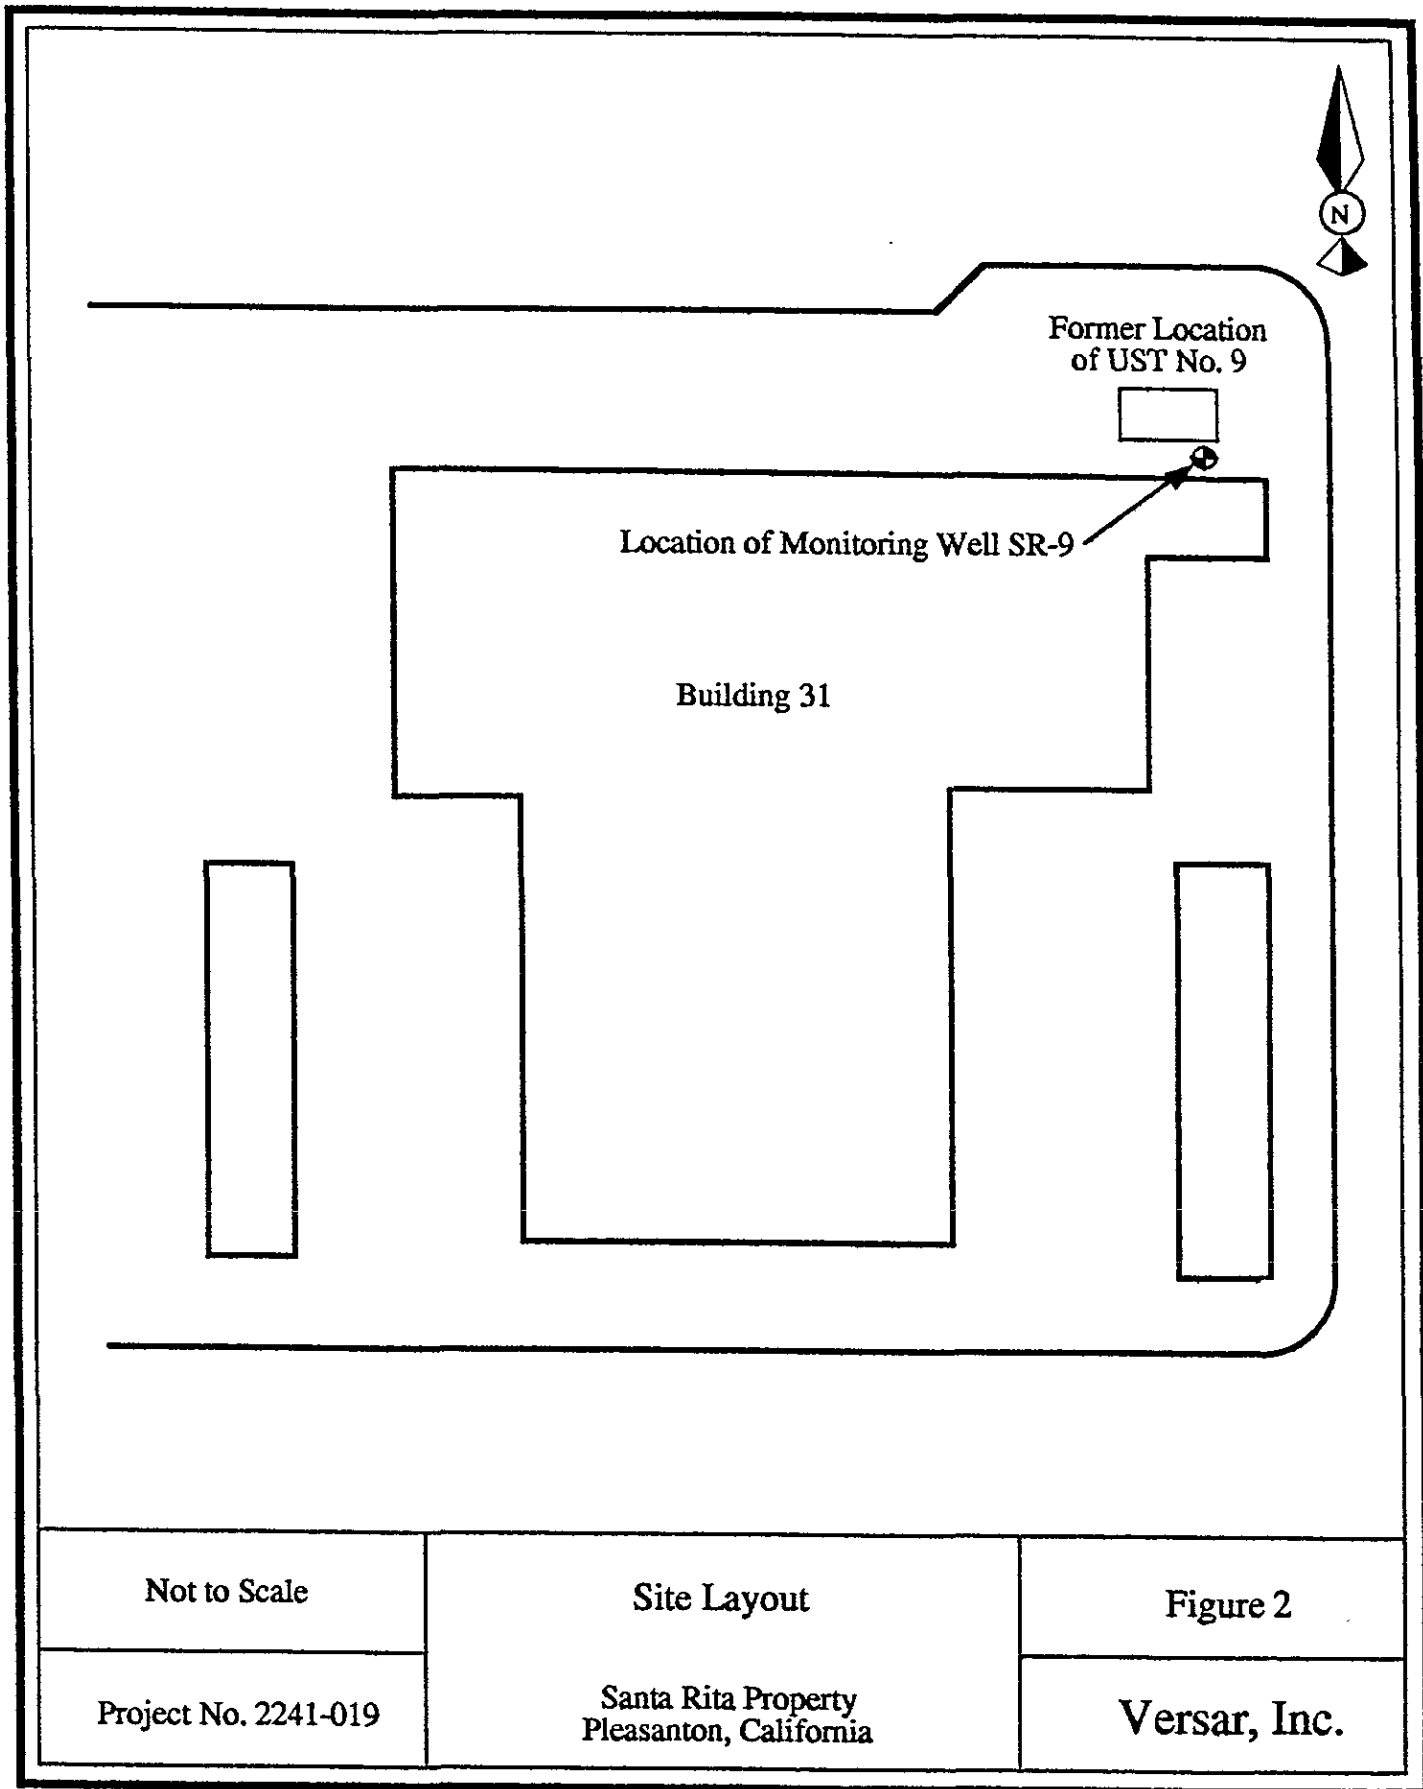 N
Former Location
of UST No. 9
Location of Monitoring Well SR-9
Building 31
Not to Scale
Project No. 2241-019
Site Layout
Santa Rita Property
Pleasanton, California
Figure 2
Versar, Inc.